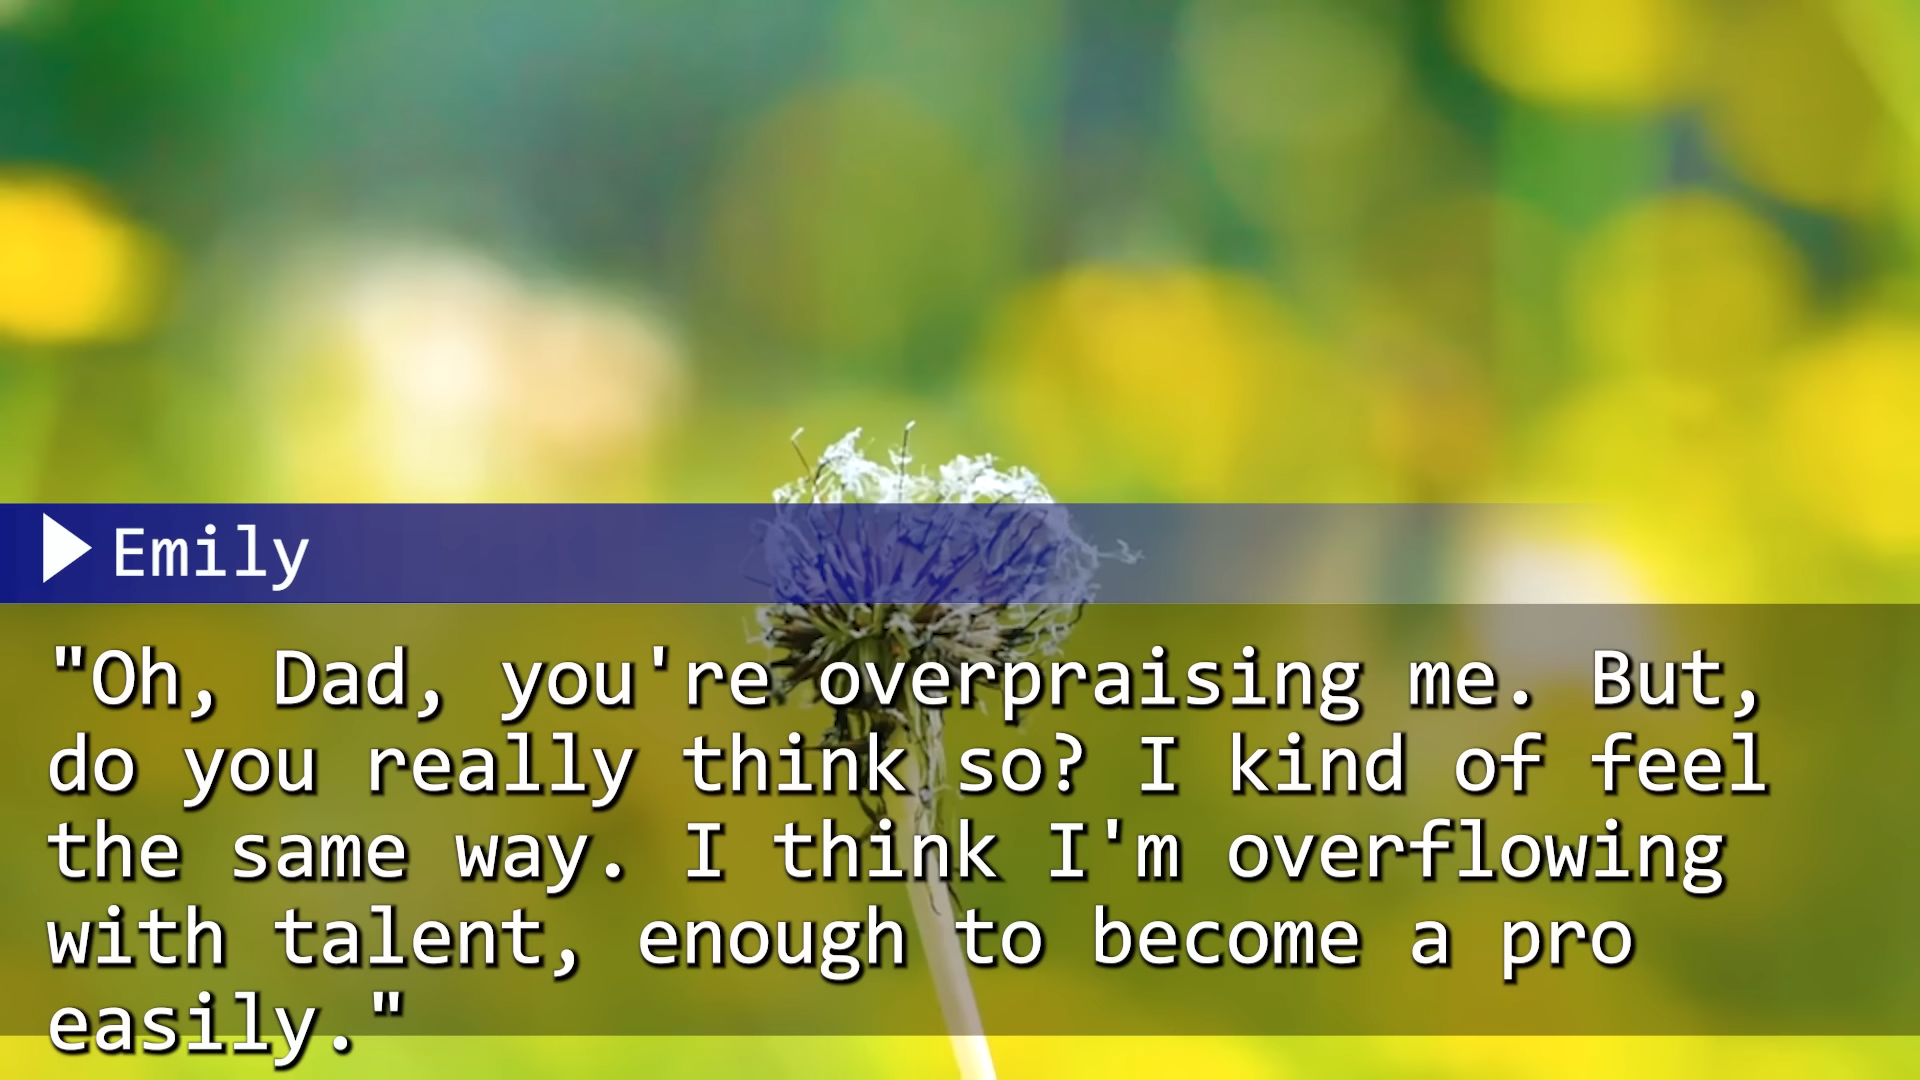 Emily
"Oh, Dad, you're overpraising me. But,
do you really think so? I kind of feel
the same way. I think I'm overflowing
with talent, enough to become a pro
easily."